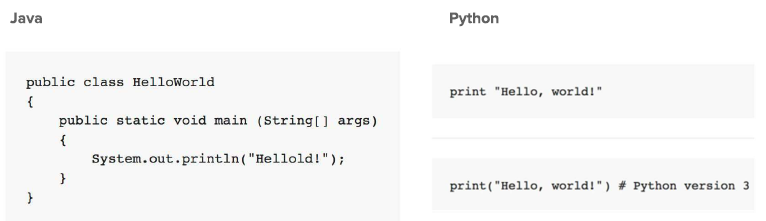 Java
public class HelloWorld
{
    public static void main (String[] args)
    {
        System.out.println("Hellold!");
    }
}
Python
print "Hello, world!"
print("Hello, world!") # Python version 3